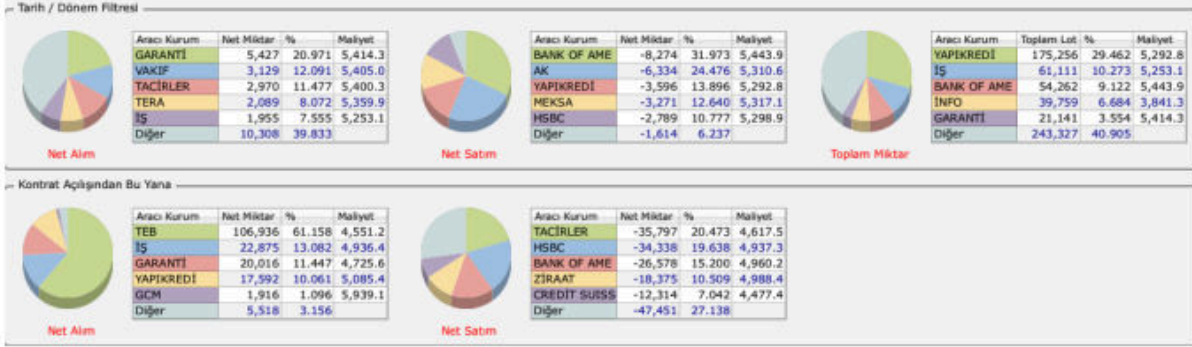 Tarih / Dönem Filtresi
Aracı Kurum Net Miktar % Maliyet
GARANTİ 5,427 20.971 5,414.3
VAKIF 3,129 12.091 5,405.0
TACİRLER 2,970 11.477 5,400.3
TERA 2,089 8.072 5,359.9
İŞ 1,955 7.555 5,253.1
Diğer 10,308 39.833
Net Alım
Aracı Kurum Net Miktar % Maliyet
BANK OF AME -8,274 31.973 5,443.9
AK -6,334 24.476 5,310.6
YAPIKREDİ -3,596 13.896 5,292.8
MEKSA -3,271 12.640 5,317.1
HSBC -2,789 10.777 5,298.9
Diğer -1,614 6.237
Net Satım
Aracı Kurum Toplam Lot % Maliyet
YAPIKREDİ 175,256 29.462 5,292.8
İŞ 61,111 10.273 5,253.1
BANK OF AME 54,262 9.122 5,443.9
İNFO 39,759 6.684 3,841.3
GARANTİ 21,141 3.554 5,414.3
Diğer 243,327 40.905
Toplam Miktar
Kontrat Açılışından Bu Yana
Aracı Kurum Net Miktar % Maliyet
TEB 106,936 61.158 4,551.2
İŞ 22,875 13.082 4,936.4
GARANTİ 20,016 11.447 4,725.6
YAPIKREDİ 17,592 10.061 5,085.4
GCM 1,916 1.096 5,939.1
Diğer 5,518 3.156
Net Alım
Aracı Kurum Net Miktar % Maliyet
TACİRLER -35,797 20.473 4,617.5
HSBC -34,338 19.638 4,937.3
BANK OF AME -26,578 15.200 4,960.2
ZİRAAT -18,375 10.509 4,988.4
CREDİT SUISS -12,314 7.042 4,477.4
Diğer -47,451 27.138
Net Satım